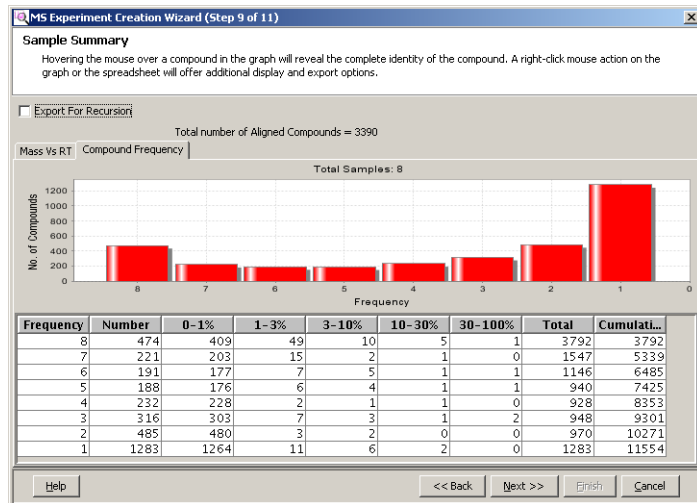 MS Experiment Creation Wizard (Step 9 of 11)
Sample Summary
Hovering the mouse over a compound in the graph will reveal the complete identity of the compound. A right-click mouse action on the
graph or the spreadsheet will offer additional display and export options.
Export For Recursion
Total number of Aligned Compounds = 3390
Mass Vs RT Compound Frequency
Total Samples: 8
No. of Compounds
1200
1000
800
600
400
200
0
8 7 6 5 4 3 2 1 0
Frequency
Frequency Number 0-1% 1-3% 3-10% 10-30% 30-100% Total Cumulati...
8 474 409 49 10 5 1 3792 3792
7 221 203 15 2 1 0 1547 5339
6 191 177 7 5 1 1 1146 6485
5 188 176 6 4 1 1 940 7425
4 232 228 2 1 1 0 928 8353
3 316 303 7 3 1 2 948 9301
2 485 480 3 2 0 0 970 10271
1 1283 1264 11 6 2 0 1283 11554
Help << Back Next >> Finish Cancel